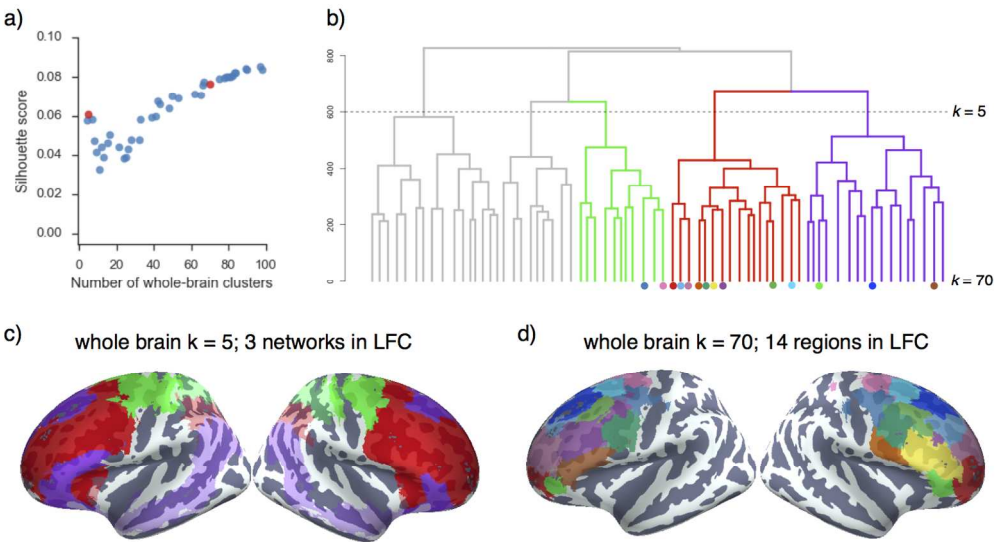 a)
b)
0.10
0.08
0.06
0.04
0.02
0.00
Silhouette score
0 20 40 60 80 100
Number of whole-brain clusters
800
600
400
200
0
k = 5
k = 70
c)
whole brain k = 5; 3 networks in LFC
d)
whole brain k = 70; 14 regions in LFC